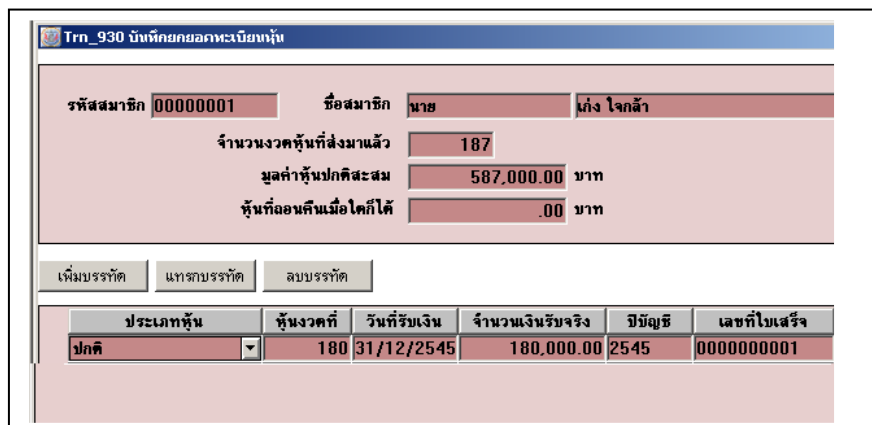 Trn_930 บันทึกยกยอดทะเบียนหุ้น
รหัสสมาชิก 00000001 ชื่อสมาชิก นาย เก่ง ใจกล้า
จำนวนงวดหุ้นที่ส่งมาแล้ว 187
มูลค่าหุ้นปกติสะสม 587,000.00 บาท
หุ้นที่ถอนคืนเมื่อใดก็ได้ .00 บาท
เพิ่มบรรทัด แทรกบรรทัด ลบบรรทัด
ประเภทหุ้น หุ้นงวดที่ วันที่รับเงิน จำนวนเงินรับจริง ปีบัญชี เลขที่ใบเสร็จ
ปกติ 180 31/12/2545 180,000.00 2545 0000000001